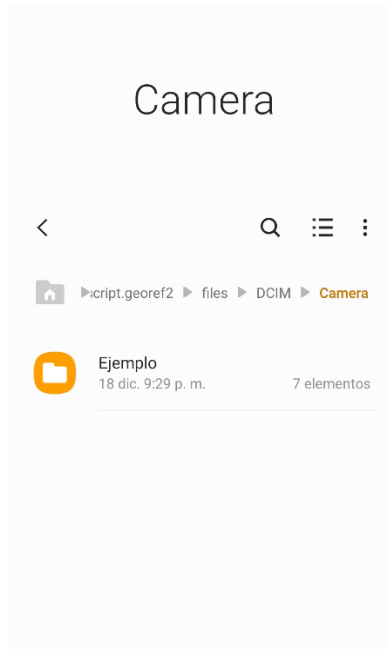 Camera
script.georef2 ▶ files ▶ DCIM ▶ Camera
Ejemplo
18 dic. 9:29 p. m.
7 elementos